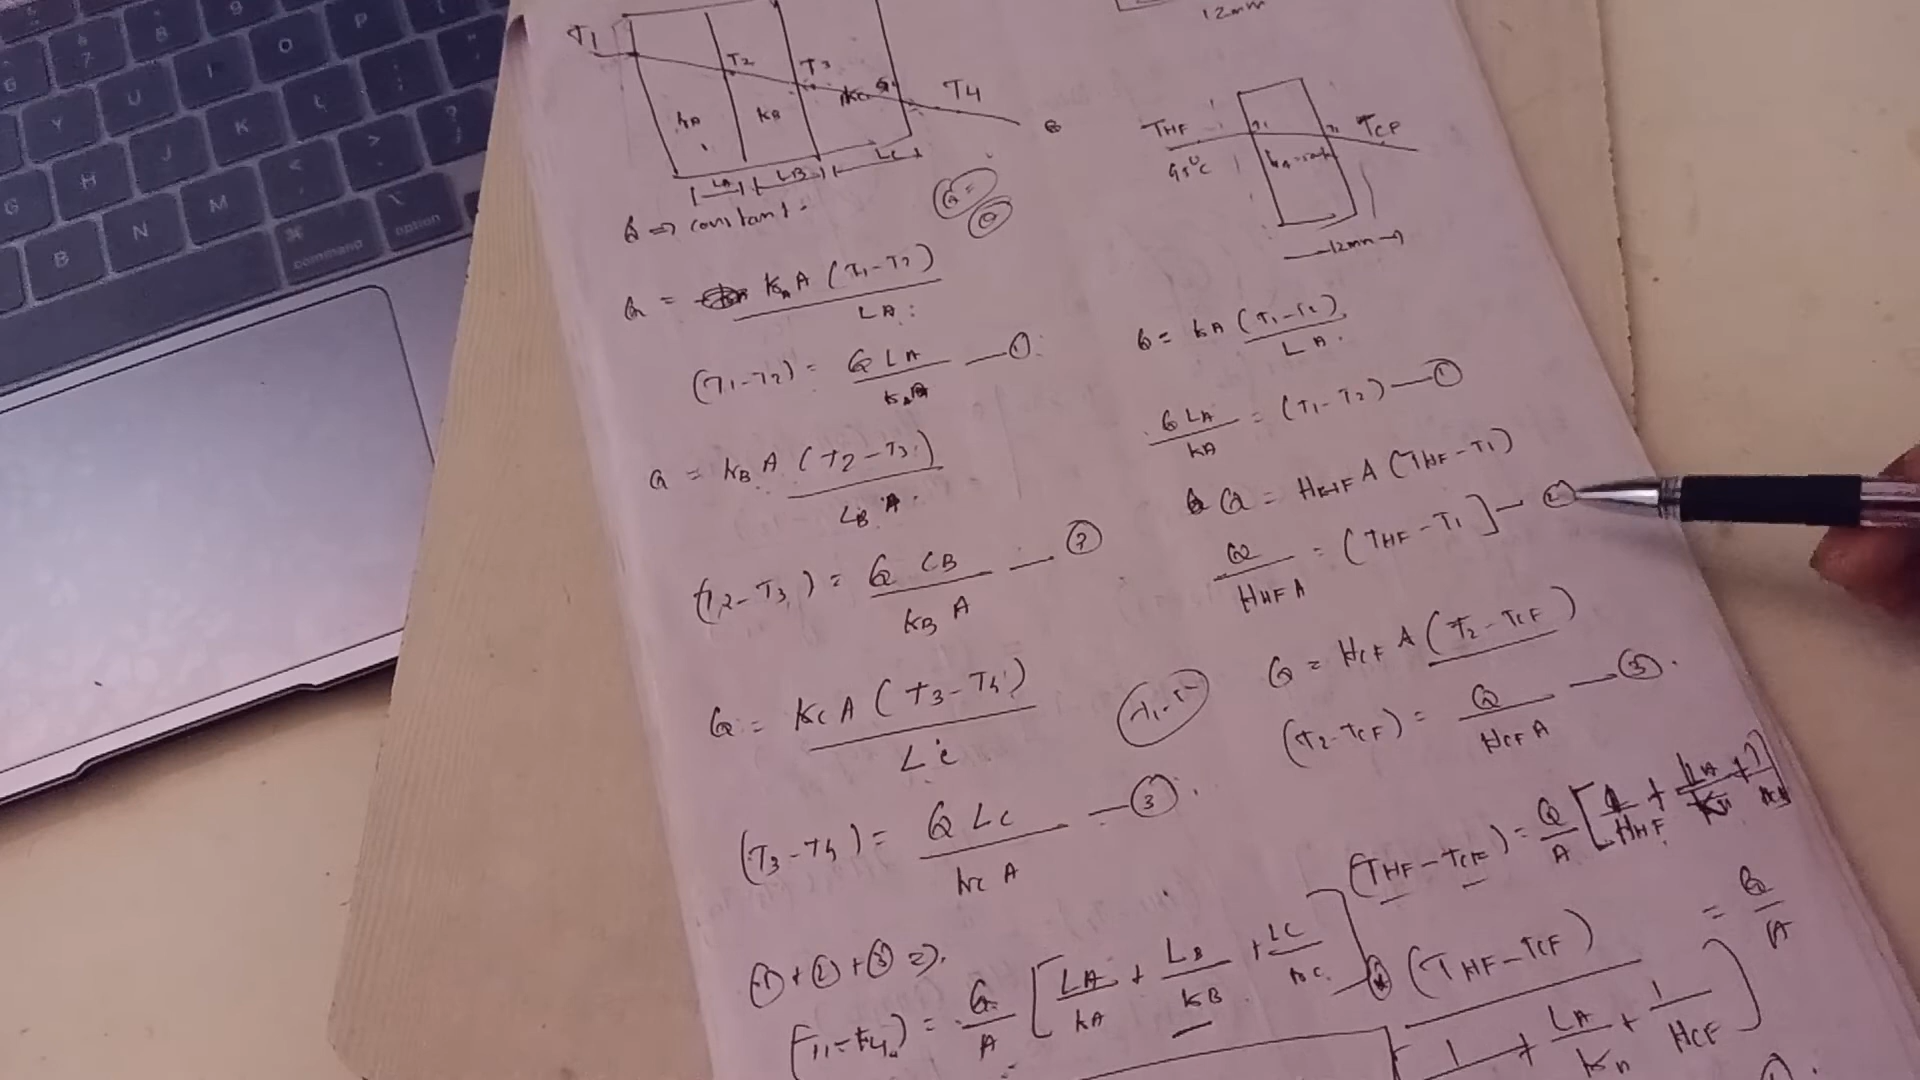 T1
T2
T3
T4
kA
kB
kC
LA
LB
LC
Q => constant
Q = KA A (T1-T2)
LA
(T1-T2) = Q LA — 1
KA A
Q = KB A (T2-T3)
LB
(T2-T3) = Q LB — 2
KB A
Q = KC A (T3-T4)
LC
(T3-T4) = Q LC — 3
KC A
1 + 2 + 3 =>
(T1-T4) = Q [ LA + LB + LC ]
A KA KB KC
12mm
THF
TCF
95°C
12mm
Q = KA (T1-T2)
LA
Q LA = (T1-T2) — 1
KA
Q = HHF A (THF-T1)
Q = (THF-T1] — 2
HHF A
Q = HCF A (T2-TCF)
(T2-TCF) = Q — 3.
HCF A
(THF-TCF) = Q [ 1 + LA + 1 ]
A HHF
(THF-TCF) = Q
A
1 + LA + 1
HCF
command
option